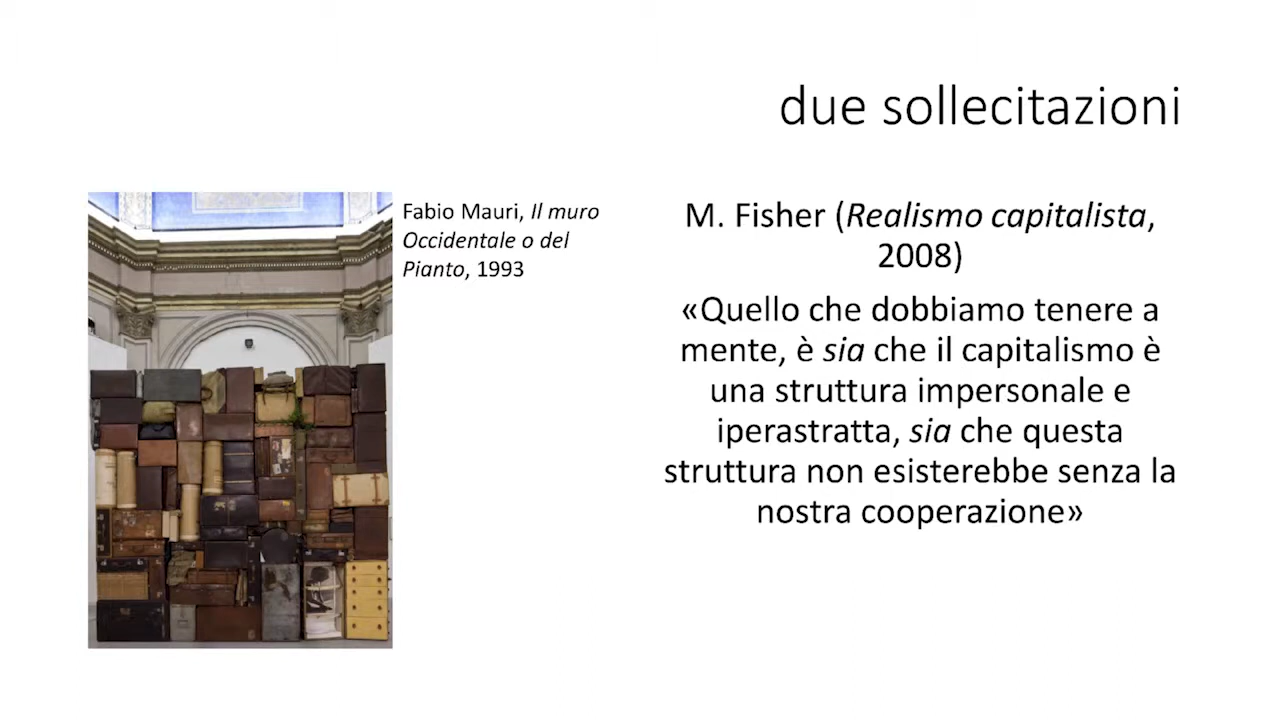 due sollecitazioni
Fabio Mauri, Il muro
Occidentale o del
Pianto, 1993
M. Fisher (Realismo capitalista,
2008)
«Quello che dobbiamo tenere a
mente, è sia che il capitalismo è
una struttura impersonale e
iperastratta, sia che questa
struttura non esisterebbe senza la
nostra cooperazione»